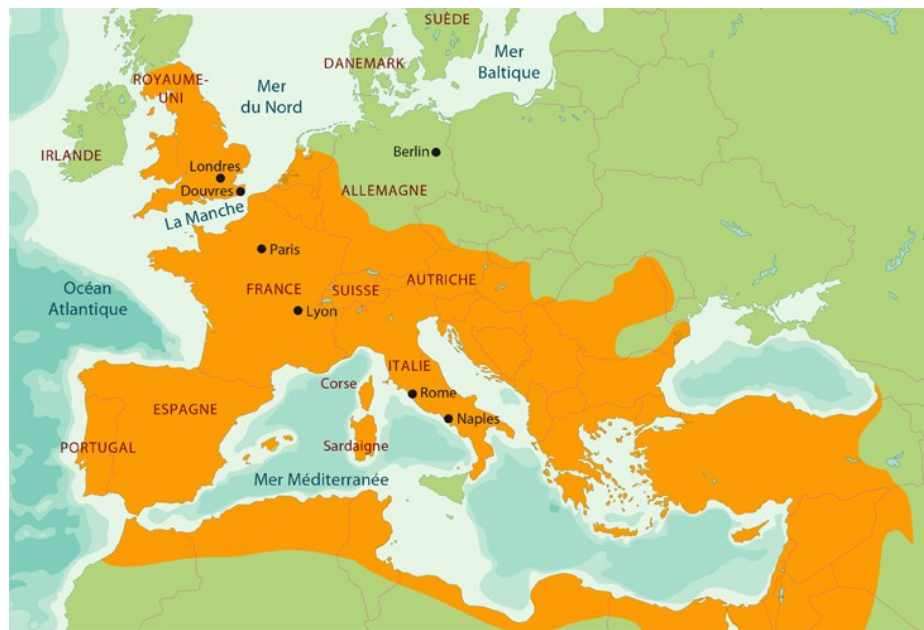 SUÈDE
DANEMARK
Mer
Baltique
ROYAUME-
UNI
Mer
du Nord
IRLANDE
Londres
Douvres
Berlin
ALLEMAGNE
La Manche
Paris
Océan
Atlantique
FRANCE
SUISSE
AUTRICHE
Lyon
ITALIE
Corse
Rome
ESPAGNE
Naples
PORTUGAL
Sardaigne
Mer Méditerranée